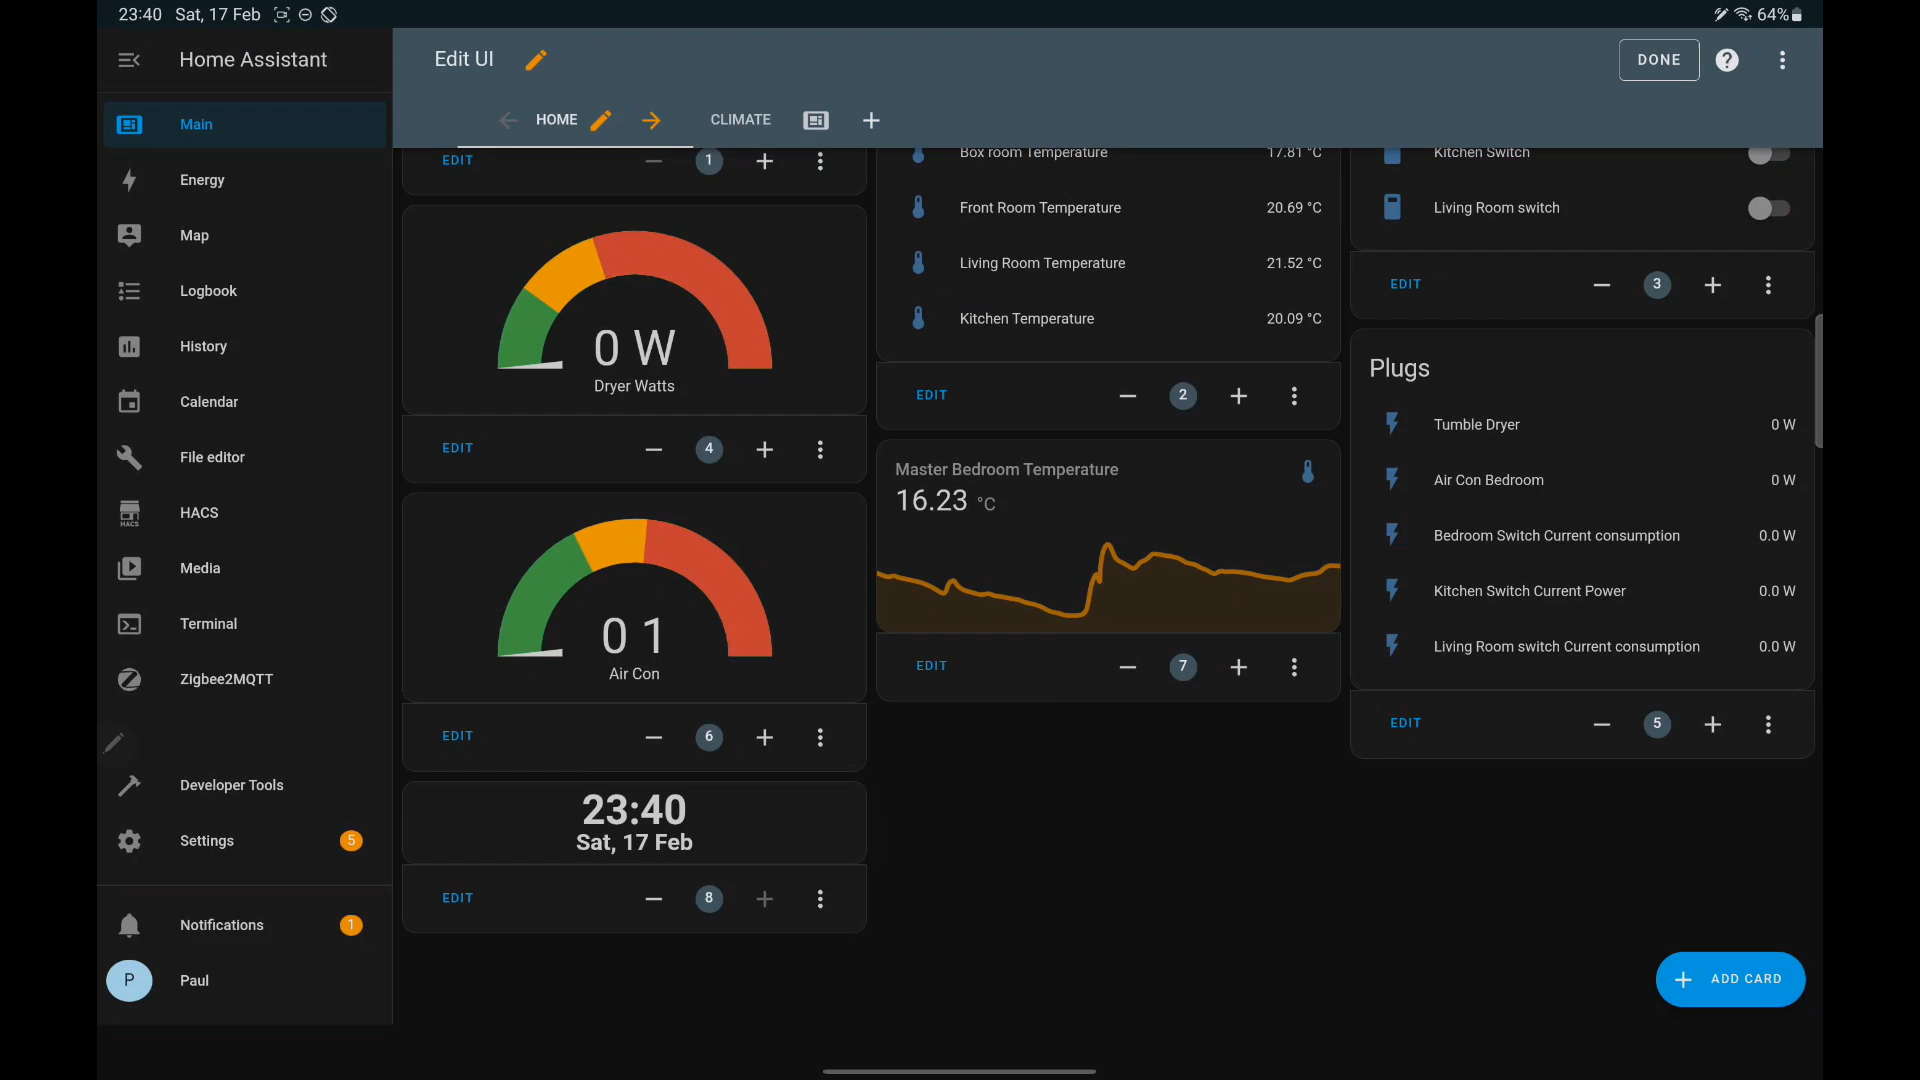 23:40 Sat, 17 Feb
64%
Home Assistant
Main
Energy
Map
Logbook
History
Calendar
File editor
HACS
HACS
Media
Terminal
Zigbee2MQTT
Developer Tools
Settings 5
Notifications 1
P Paul
Edit UI
DONE
HOME
CLIMATE
EDIT 1
0 W
Dryer Watts
EDIT 4
0 1
Air Con
EDIT 6
23:40
Sat, 17 Feb
EDIT 8
Box room Temperature 17.81 °C
Front Room Temperature 20.69 °C
Living Room Temperature 21.52 °C
Kitchen Temperature 20.09 °C
EDIT 2
Master Bedroom Temperature
16.23 °C
EDIT 7
Kitchen Switch
Living Room switch
EDIT 3
Plugs
Tumble Dryer 0 W
Air Con Bedroom 0 W
Bedroom Switch Current consumption 0.0 W
Kitchen Switch Current Power 0.0 W
Living Room switch Current consumption 0.0 W
EDIT 5
ADD CARD